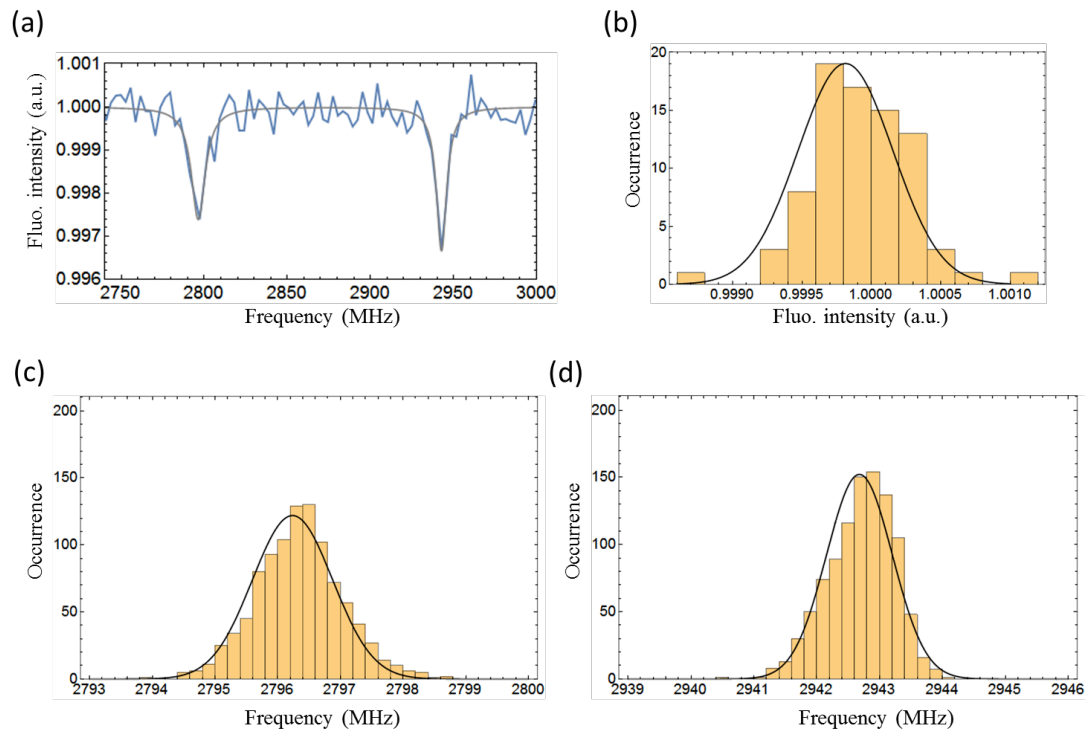 (a)
1.001
1.000
0.999
0.998
0.997
0.996
Fluo. intensity (a.u.)
2750 2800 2850 2900 2950 3000
Frequency (MHz)
(b)
20
15
10
5
0
Occurrence
0.9990 0.9995 1.0000 1.0005 1.0010
Fluo. intensity (a.u.)
(c)
200
150
100
50
0
Occurrence
2793 2794 2795 2796 2797 2798 2799 2800
Frequency (MHz)
(d)
200
150
100
50
0
Occurrence
2939 2940 2941 2942 2943 2944 2945 2946
Frequency (MHz)